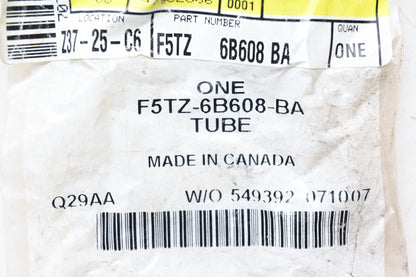 0001
LOCATION PART NUMBER QUAN
Z37-25-C6 F5TZ 6B608 BA ONE
ONE
F5TZ-6B608-BA
TUBE
MADE IN CANADA
Q29AA W/O 549392 071007